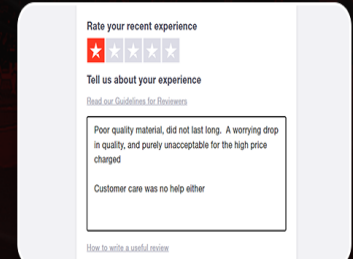 Rate your recent experience
Tell us about your experience
Read our Guidelines for Reviewers
Poor quality material, did not last long. A worrying drop
in quality, and purely unacceptable for the high price
charged
Customer care was no help either
How to write a useful review